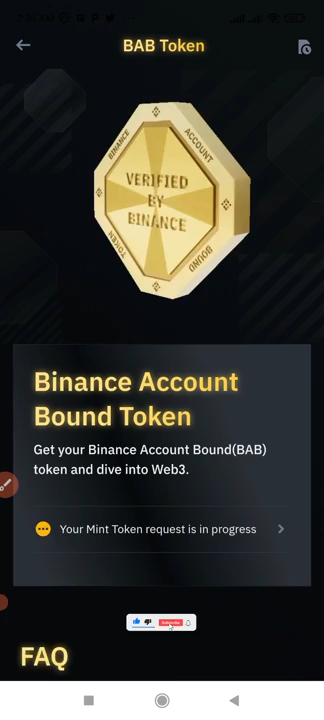 BAB Token
BINANCE
ACCOUNT
VERIFIED
BY
BINANCE
TOKEN
BOUND
Binance Account
Bound Token
Get your Binance Account Bound(BAB)
token and dive into Web3.
Your Mint Token request is in progress
Subscribe
FAQ